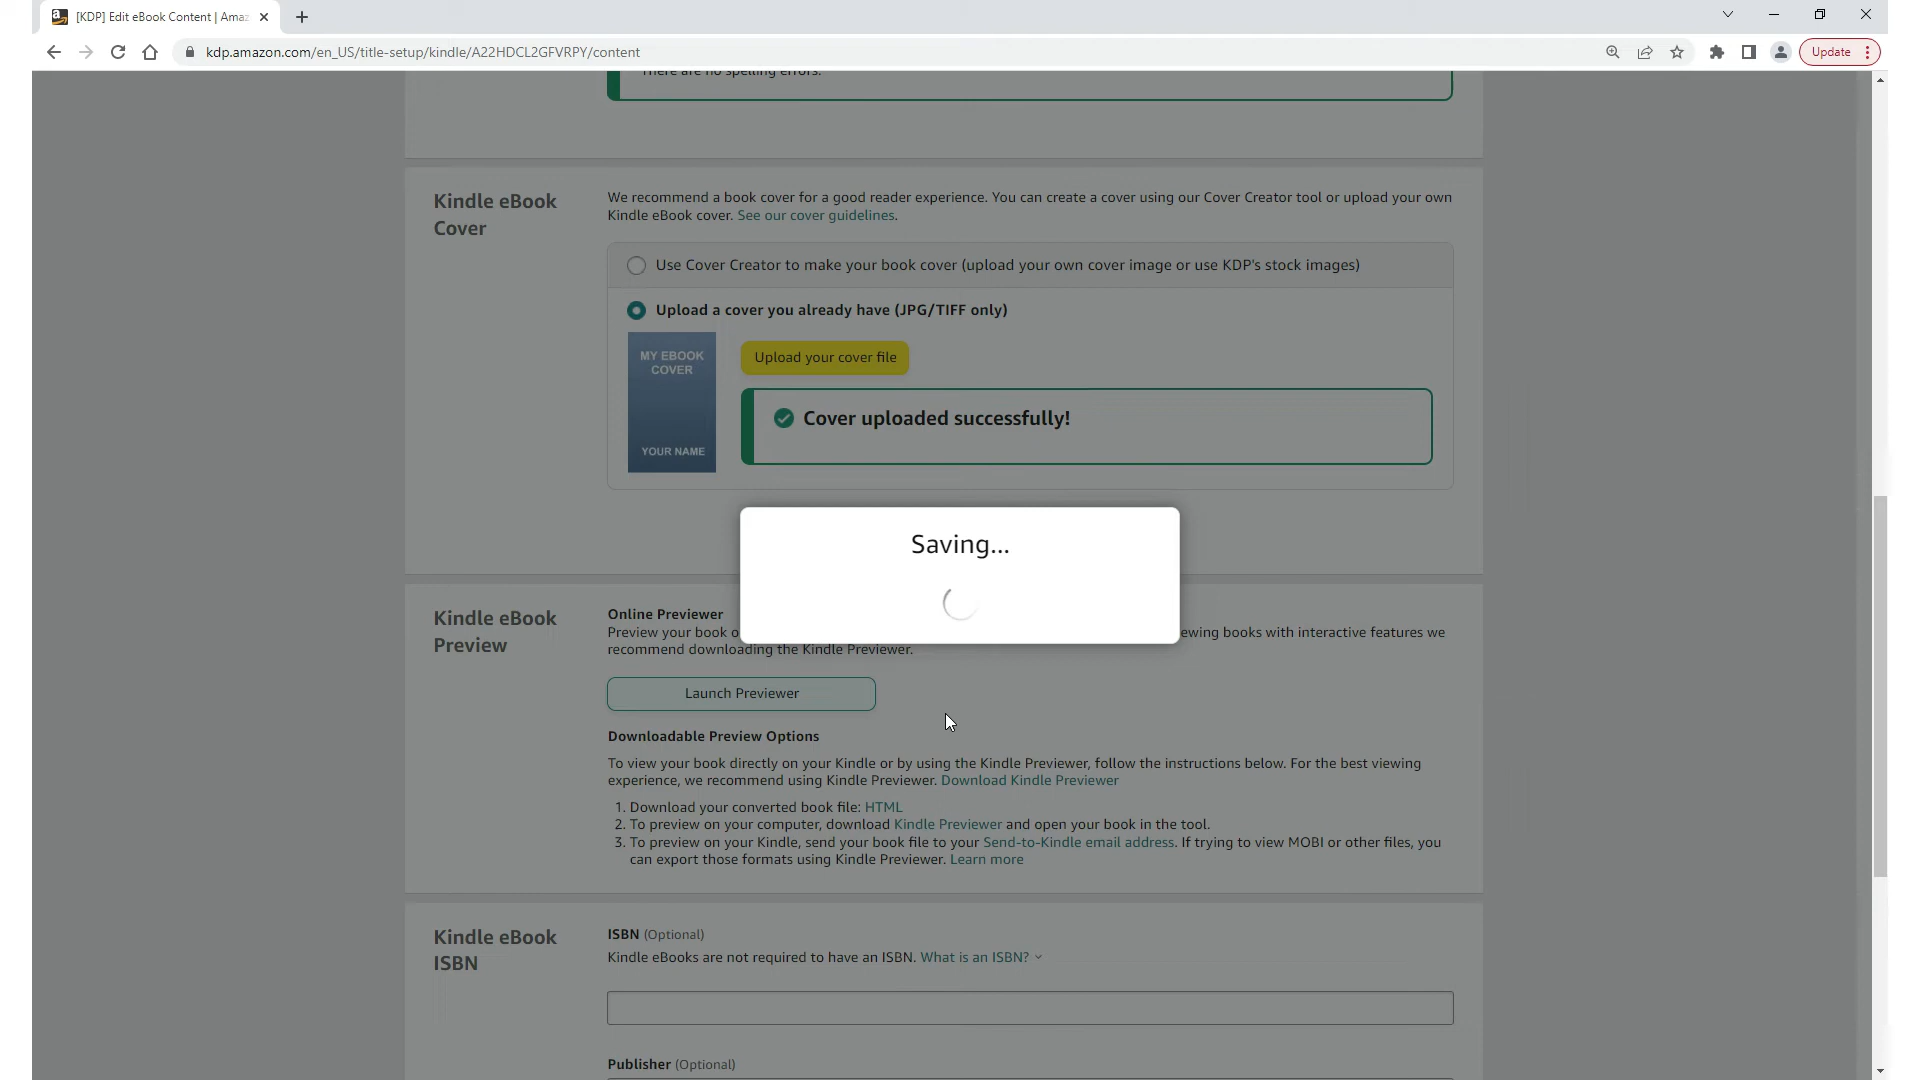 [KDP] Edit eBook Content | Amaz
kdp.amazon.com/en_US/title-setup/kindle/A22HDCL2GFVRPY/content
Update
There are no spelling errors.
Kindle eBook
Cover
We recommend a book cover for a good reader experience. You can create a cover using our Cover Creator tool or upload your own
Kindle eBook cover. See our cover guidelines.
Use Cover Creator to make your book cover (upload your own cover image or use KDP's stock images)
Upload a cover you already have (JPG/TIFF only)
MY EBOOK
COVER
YOUR NAME
Upload your cover file
Cover uploaded successfully!
Saving...
Kindle eBook
Preview
Online Previewer
Preview your book o
ewing books with interactive features we
recommend downloading the Kindle Previewer.
Launch Previewer
Downloadable Preview Options
To view your book directly on your Kindle or by using the Kindle Previewer, follow the instructions below. For the best viewing
experience, we recommend using Kindle Previewer. Download Kindle Previewer
1. Download your converted book file: HTML
2. To preview on your computer, download Kindle Previewer and open your book in the tool.
3. To preview on your Kindle, send your book file to your Send-to-Kindle email address. If trying to view MOBI or other files, you
can export those formats using Kindle Previewer. Learn more
Kindle eBook
ISBN
ISBN (Optional)
Kindle eBooks are not required to have an ISBN. What is an ISBN?
Publisher (Optional)